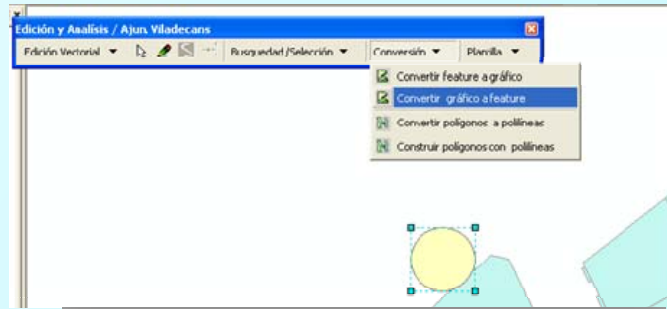 Edición y Analísis / Ajun. Viladecans
Edición Vectorial Busquedad /Selección Conversión Planilla
Convertir feature a gráfico
Convertir gráfico a feature
Convertir polígonos a polilíneas
Construir polígonos con polilíneas